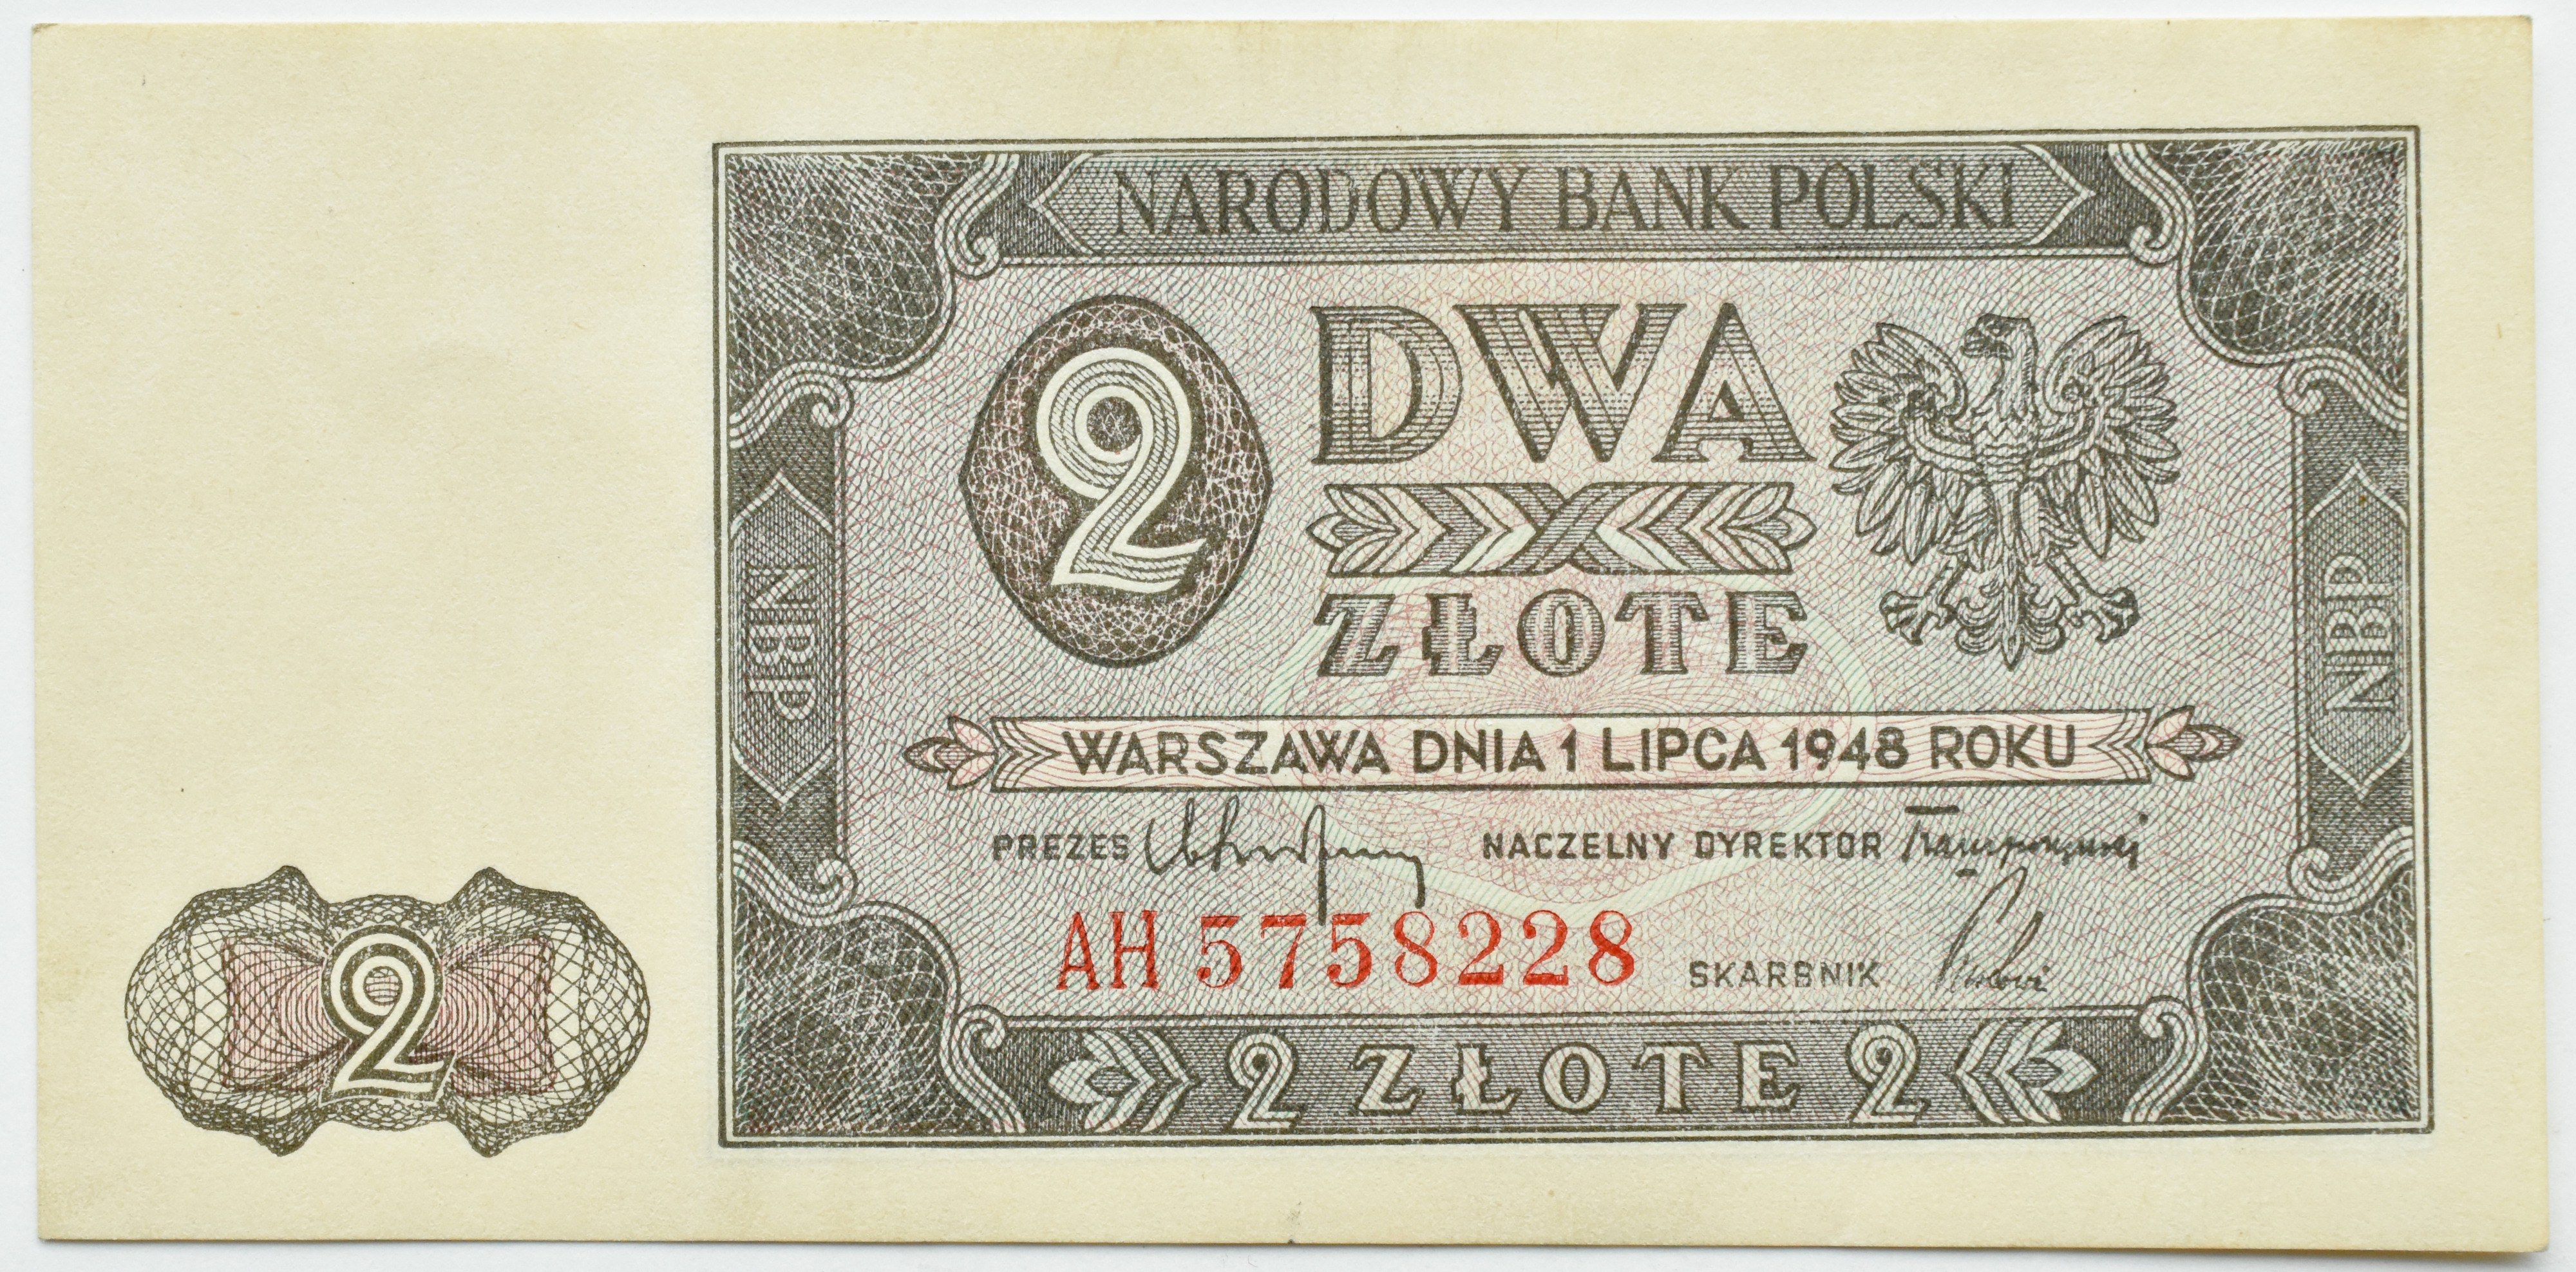 NARODOWY BANK POLSKI
2 DWA
ZŁOTE
NBP
NBP
WARSZAWA DNIA 1 LIPCA 1948 ROKU
PREZES NACZELNY DYREKTOR
AH 5758228
SKARBNIK
2
2 ZŁOTE 2